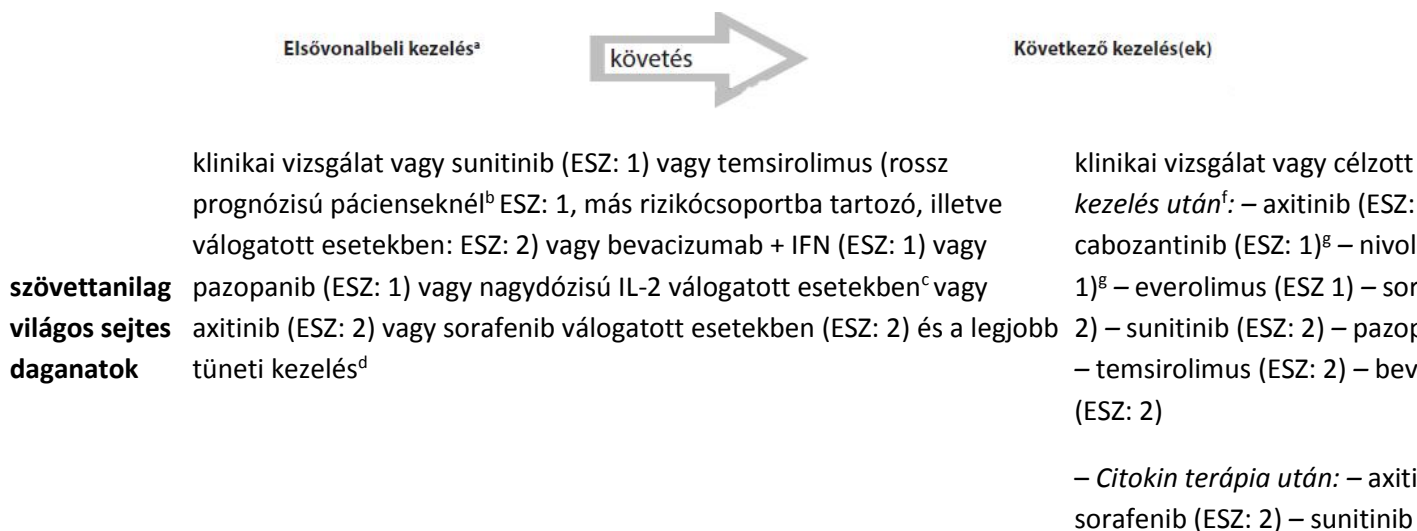 Elsővonalbeli kezelésᵃ
követés
Következő kezelés(ek)
szövettanilag
világos sejtes
daganatok
klinikai vizsgálat vagy sunitinib (ESZ: 1) vagy temsirolimus (rossz
prognózisú pácienseknélᵇ ESZ: 1, más rizikócsoportba tartozó, illetve
válogatott esetekben: ESZ: 2) vagy bevacizumab + IFN (ESZ: 1) vagy
pazopanib (ESZ: 1) vagy nagydózisú IL-2 válogatott esetekbenᶜ vagy
axitinib (ESZ: 2) vagy sorafenib válogatott esetekben (ESZ: 2) és a legjobb
tüneti kezelésᵈ
klinikai vizsgálat vagy célzott
kezelés utánᶠ: – axitinib (ESZ:
cabozantinib (ESZ: 1)ᵍ – nivol
1)ᵍ – everolimus (ESZ 1) – sor
2) – sunitinib (ESZ: 2) – pazop
– temsirolimus (ESZ: 2) – bev
(ESZ: 2)
– Citokin terápia után: – axiti
sorafenib (ESZ: 2) – sunitinib